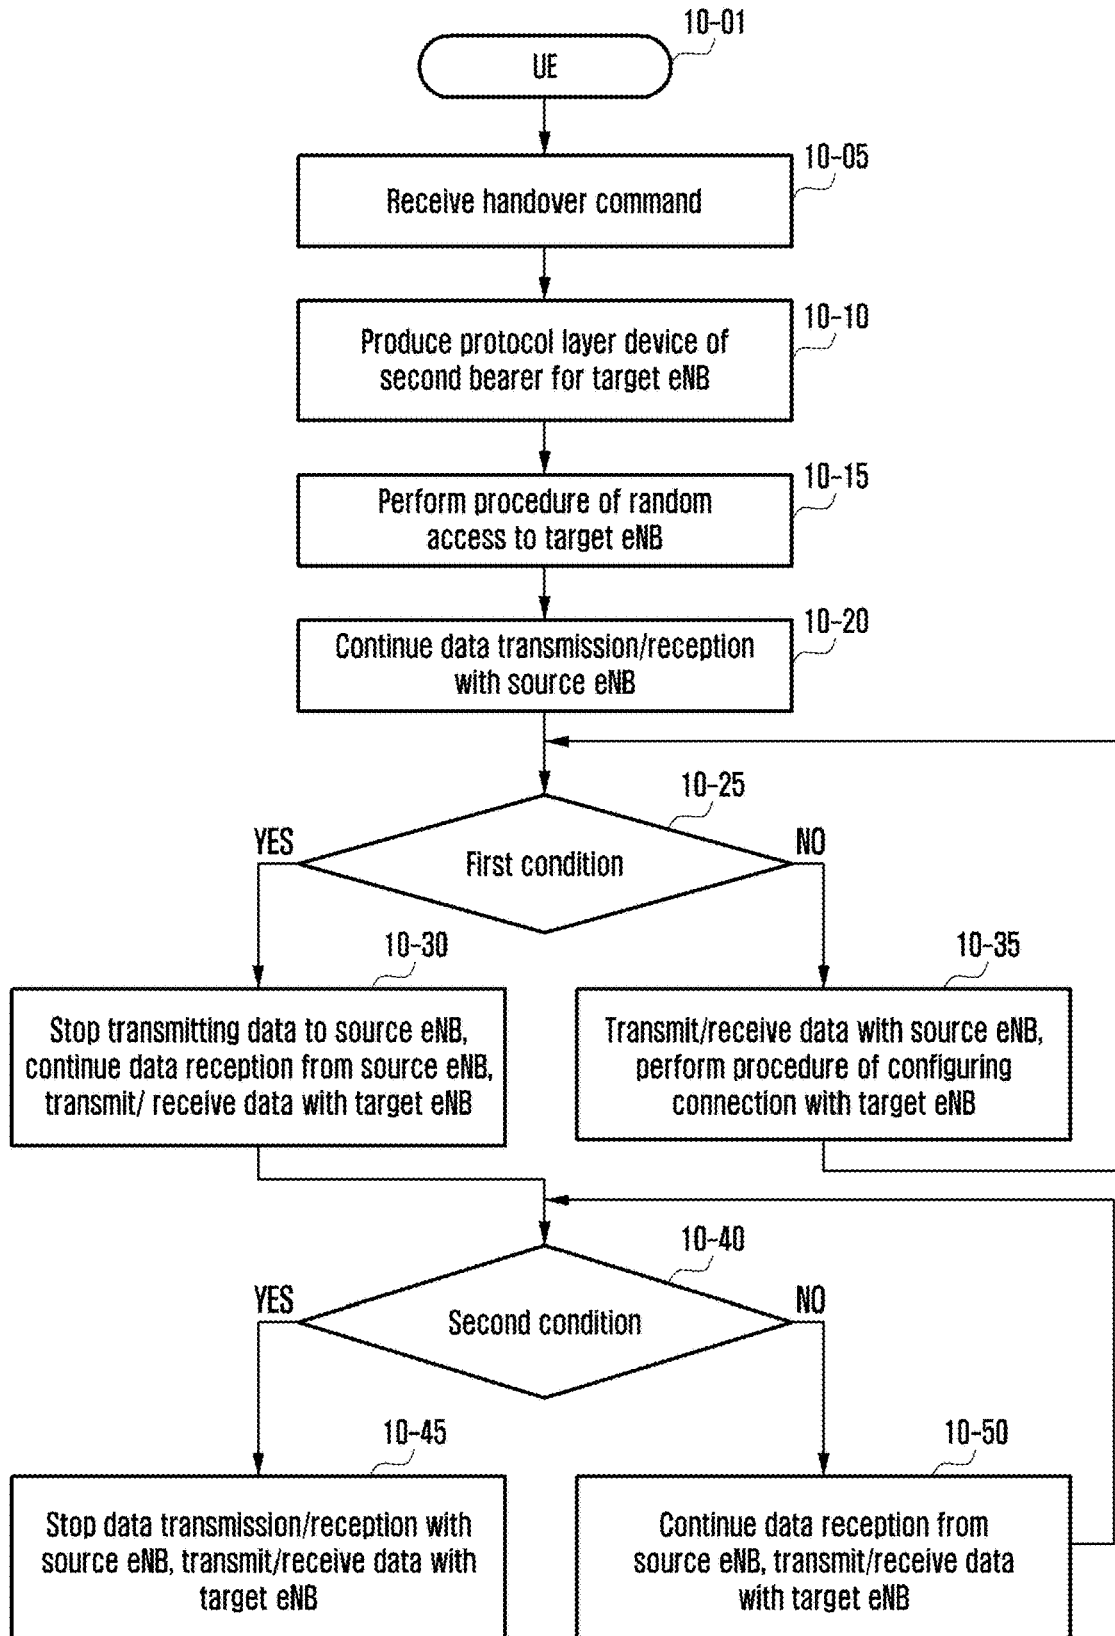 10-01
UE
10-05
Receive handover command
10-10
Produce protocol layer device of
second bearer for target eNB
10-15
Perform procedure of random
access to target eNB
10-20
Continue data transmission/reception
with source eNB
10-25
YES
NO
First condition
10-30
10-35
Stop transmitting data to source eNB,
continue data reception from source eNB,
transmit/ receive data with target eNB
Transmit/receive data with source eNB,
perform procedure of configuring
connection with target eNB
10-40
YES
NO
Second condition
10-45
10-50
Stop data transmission/reception with
source eNB, transmit/receive data with
target eNB
Continue data reception from
source eNB, transmit/receive data
with target eNB